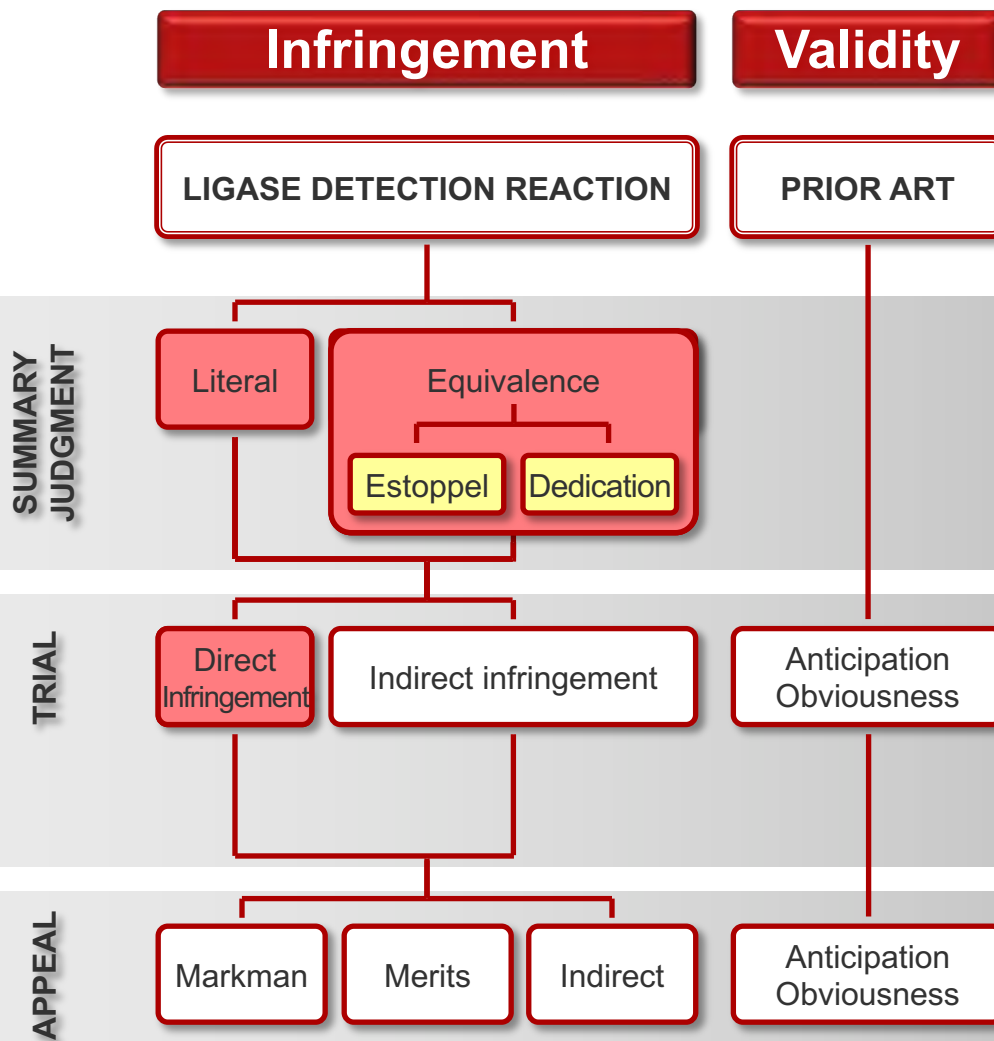 Infringement
Validity
LIGASE DETECTION REACTION
PRIOR ART
SUMMARY
JUDGMENT
Literal
Equivalence
Estoppel
Dedication
TRIAL
Direct
Infringement
Indirect infringement
Anticipation
Obviousness
APPEAL
Markman
Merits
Indirect
Anticipation
Obviousness